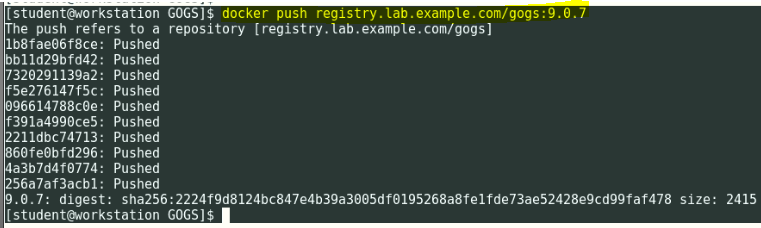 [student@workstation GOGS]$ docker push registry.lab.example.com/gogs:9.0.7
The push refers to a repository [registry.lab.example.com/gogs]
1b8fae06f8ce: Pushed
bb11d29bfd42: Pushed
7320291139a2: Pushed
f5e276147f5c: Pushed
096614788c0e: Pushed
f391a4990ce5: Pushed
2211dbc74713: Pushed
860fe0bfd296: Pushed
4a3b7d4f0774: Pushed
256a7af3acb1: Pushed
9.0.7: digest: sha256:2224f9d8124bc847e4b39a3005df0195268a8fe1fde73ae52428e9cd99faf478 size: 2415
[student@workstation GOGS]$